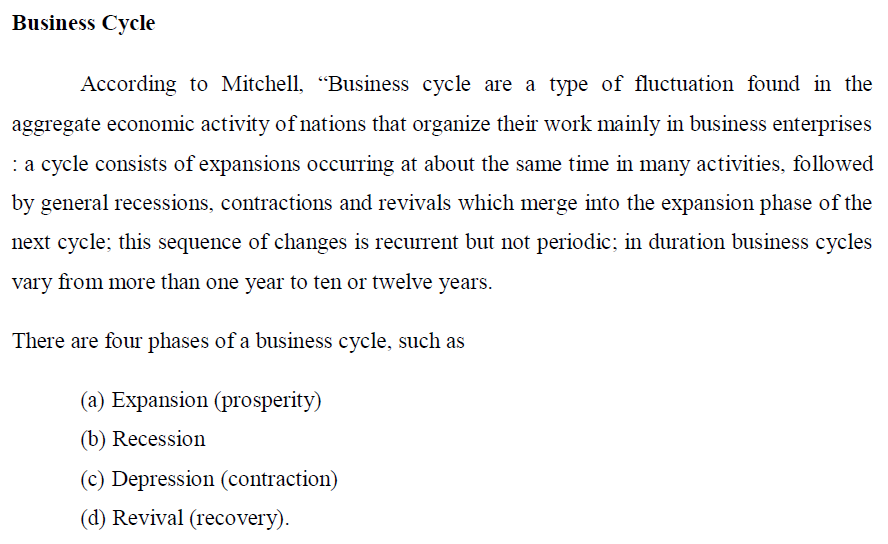 Business Cycle
According to Mitchell, “Business cycle are a type of fluctuation found in the
aggregate economic activity of nations that organize their work mainly in business enterprises
: a cycle consists of expansions occurring at about the same time in many activities, followed
by general recessions, contractions and revivals which merge into the expansion phase of the
next cycle; this sequence of changes is recurrent but not periodic; in duration business cycles
vary from more than one year to ten or twelve years.
There are four phases of a business cycle, such as
(a) Expansion (prosperity)
(b) Recession
(c) Depression (contraction)
(d) Revival (recovery).